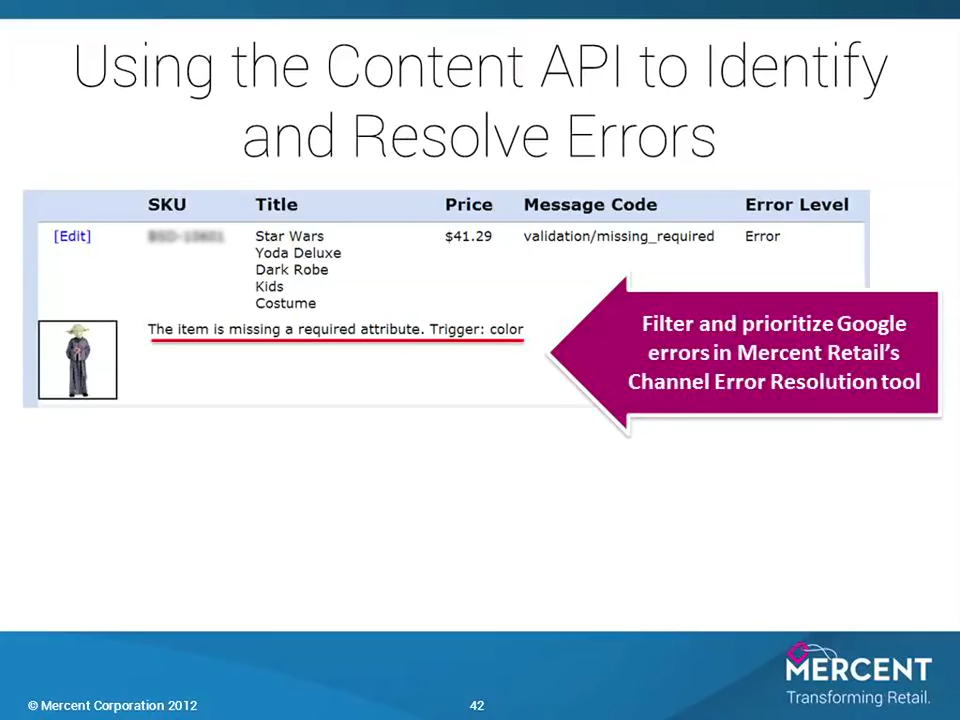 Using the Content API to Identify
and Resolve Errors
SKU Title Price Message Code Error Level
[Edit] Star Wars $41.29 validation/missing_required Error
Yoda Deluxe
Dark Robe
Kids
Costume
The item is missing a required attribute. Trigger: color
Filter and prioritize Google
errors in Mercent Retail's
Channel Error Resolution tool
MERCENT
Transforming Retail.
© Mercent Corporation 2012 42